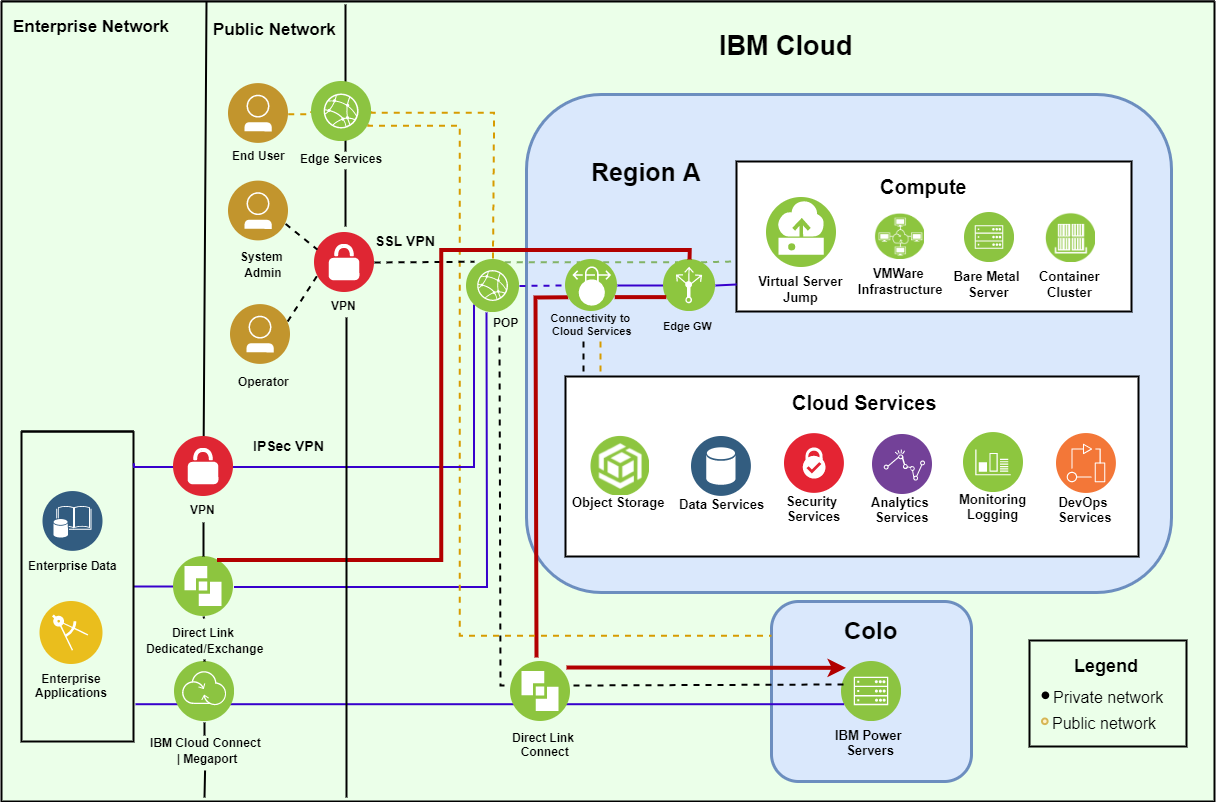 Enterprise Network
Public Network
IBM Cloud
End User
Edge Services
System
Admin
SSL VPN
VPN
Operator
IPSec VPN
VPN
Enterprise Data
Enterprise
Applications
Direct Link
Dedicated/Exchange
IBM Cloud Connect
| Megaport
POP
Region A
Connectivity to
Cloud Services
Edge GW
Compute
Virtual Server
Jump
VMWare
Infrastructure
Bare Metal
Server
Container
Cluster
Cloud Services
Object Storage
Data Services
Security
Services
Analytics
Services
Monitoring
Logging
DevOps
Services
Direct Link
Connect
Colo
IBM Power
Servers
Legend
Private network
Public network